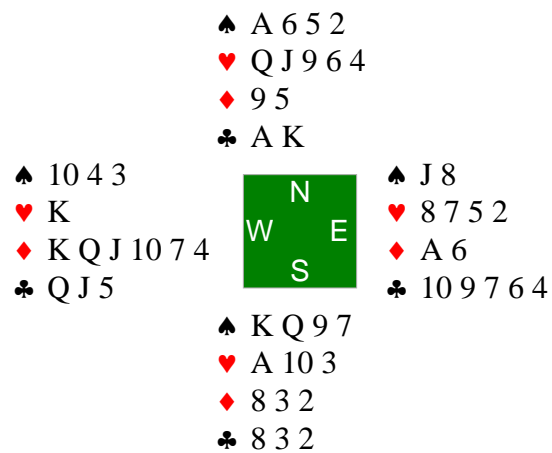 ♠ A 6 5 2
♥ Q J 9 6 4
♦ 9 5
♣ A K
♠ 10 4 3
♥ K
♦ K Q J 10 7 4
♣ Q J 5
N
W E
S
♠ J 8
♥ 8 7 5 2
♦ A 6
♣ 10 9 7 6 4
♠ K Q 9 7
♥ A 10 3
♦ 8 3 2
♣ 8 3 2